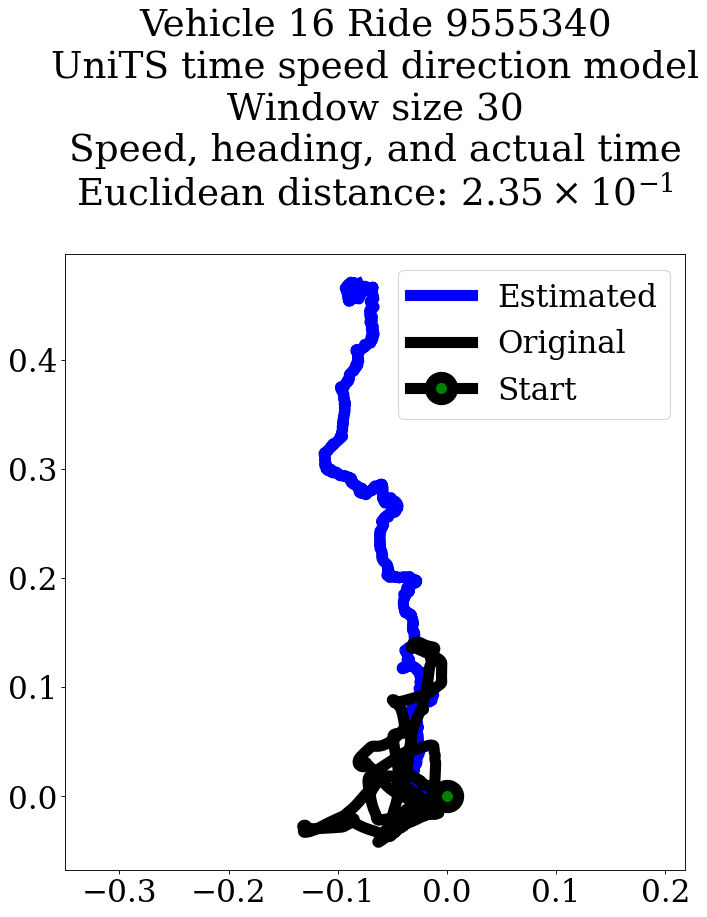 Vehicle 16 Ride 9555340
UniTS time speed direction model
Window size 30
Speed, heading, and actual time
Euclidean distance: 2.35 × 10⁻¹
Estimated
Original
Start
0.4
0.3
0.2
0.1
0.0
−0.3 −0.2 −0.1 0.0 0.1 0.2